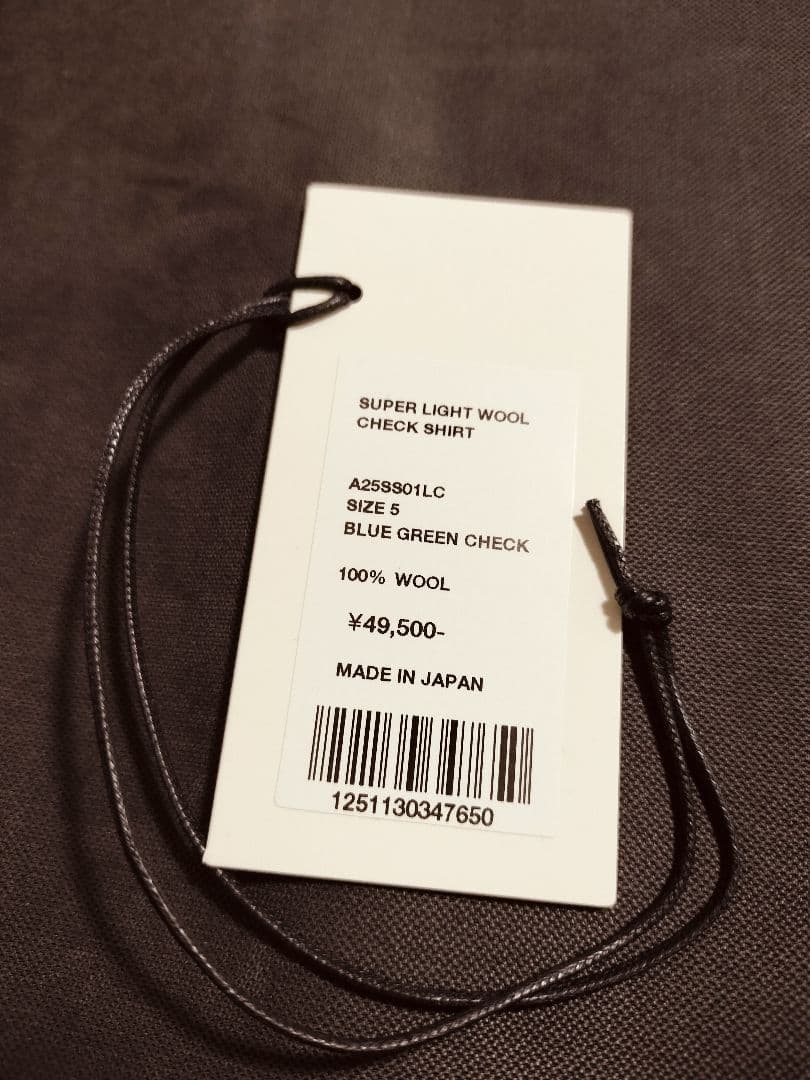 SUPER LIGHT WOOL
CHECK SHIRT
A25SS01LC
SIZE 5
BLUE GREEN CHECK
100% WOOL
¥49,500-
MADE IN JAPAN
1251130347650